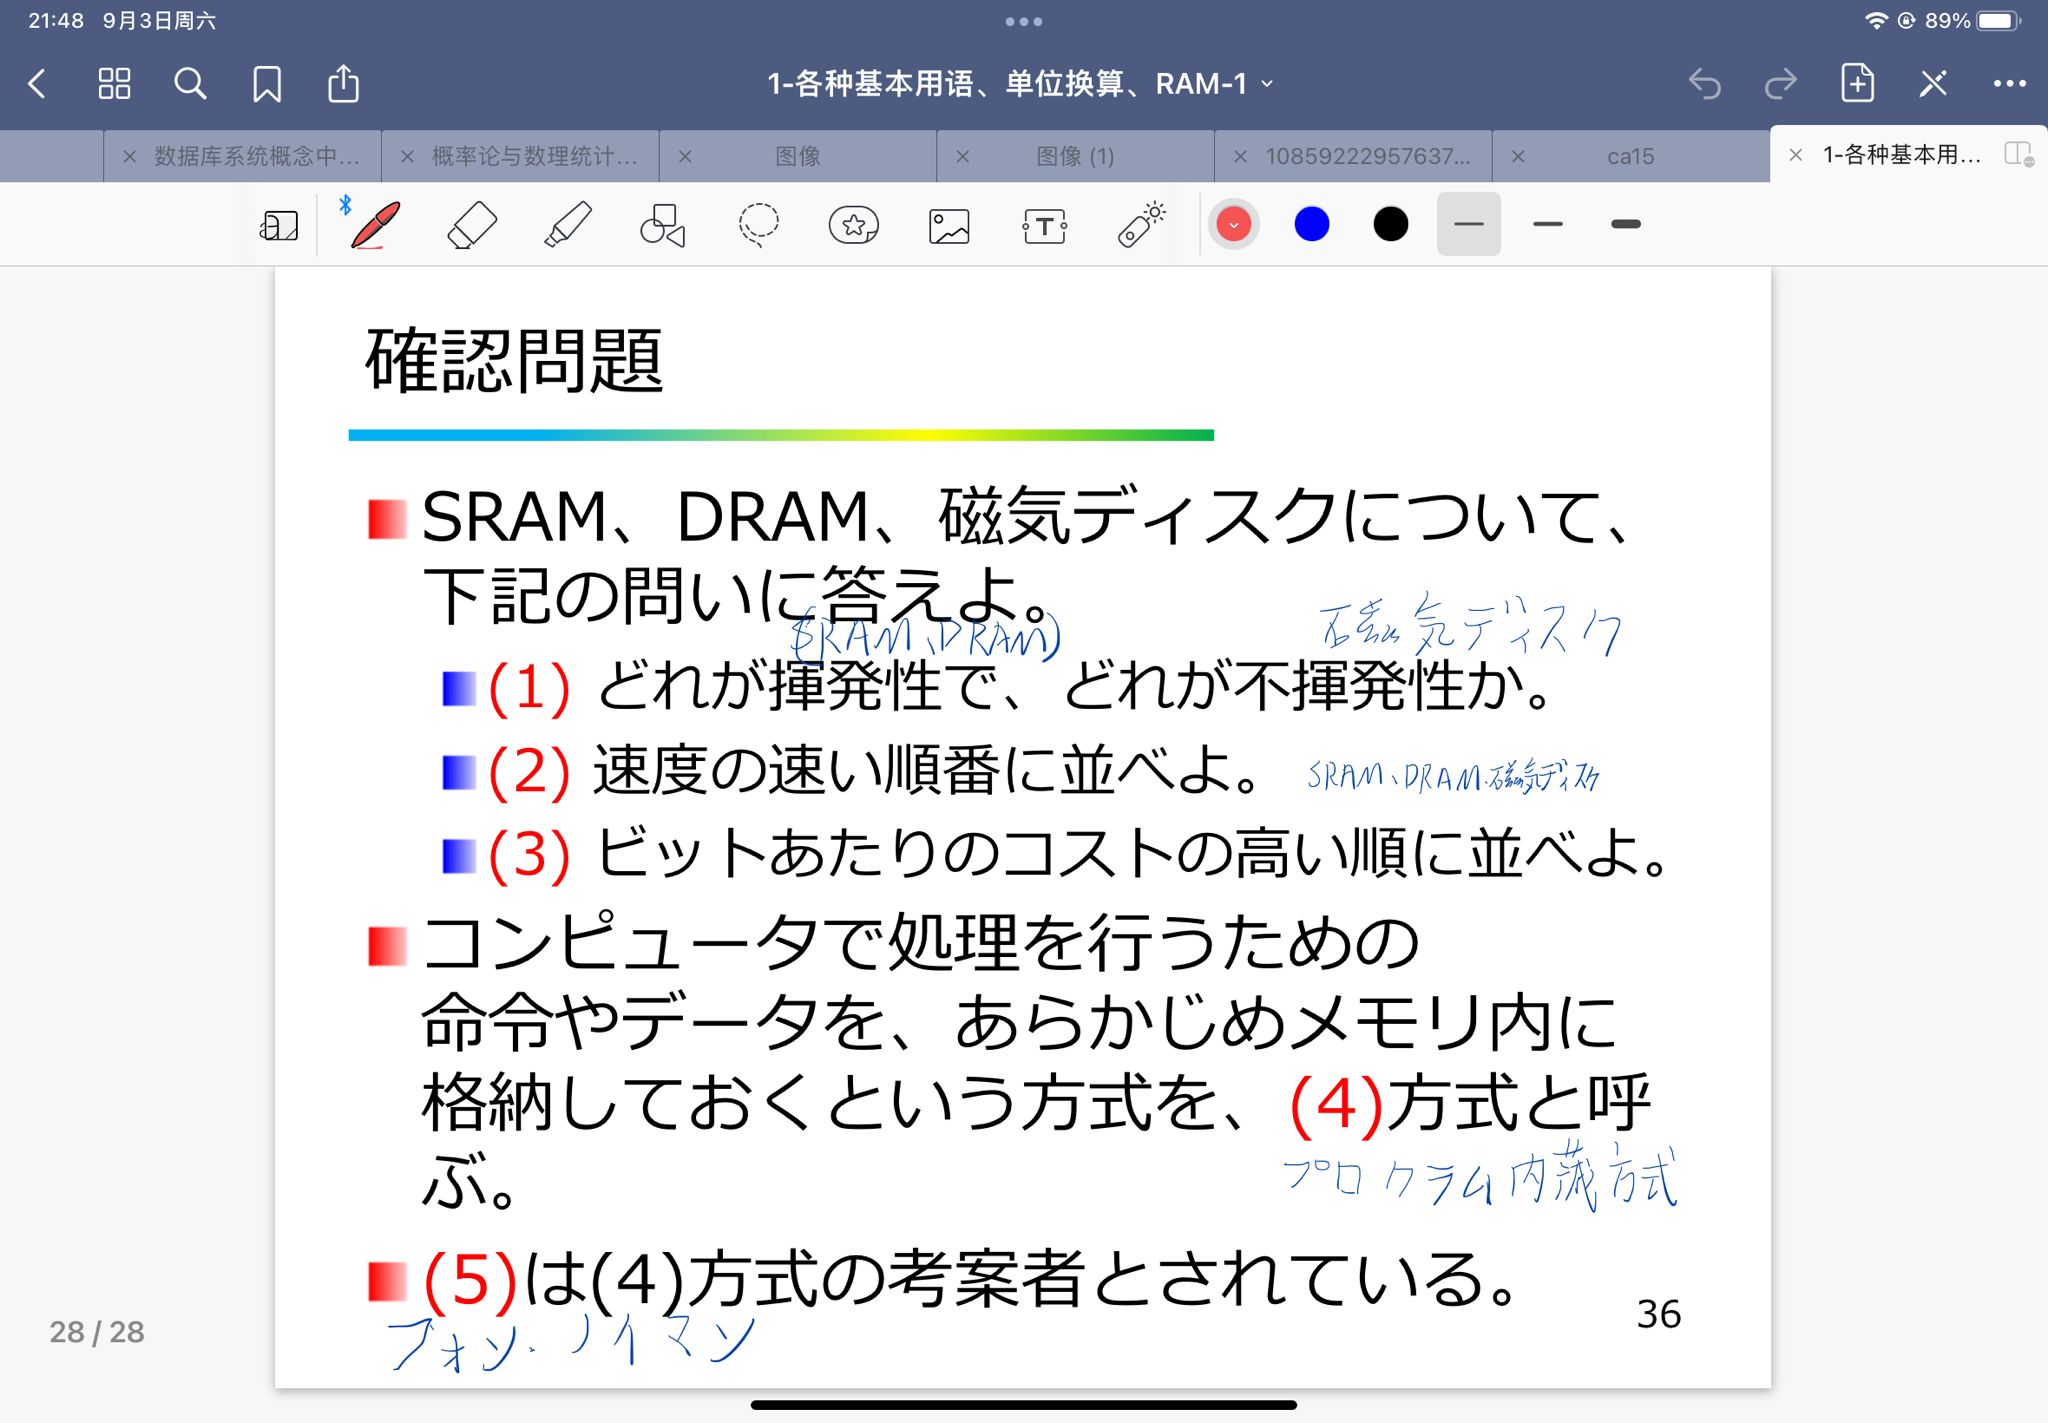 21:48 9月3日周六
89%
1-各种基本用语、单位换算、RAM-1
数据库系统概念中...
概率论与数理统计...
图像
图像 (1)
10859222957637...
ca15
1-各种基本用...
確認問題
SRAM、DRAM、磁気ディスクについて、
下記の問いに答えよ。
(SRAM、DRAM)
磁気ディスク
(1) どれが揮発性で、どれが不揮発性か。
(2) 速度の速い順番に並べよ。
SRAM、DRAM、磁気ディスク
(3) ビットあたりのコストの高い順に並べよ。
コンピュータで処理を行うための
命令やデータを、あらかじめメモリ内に
格納しておくという方式を、(4)方式と呼
ぶ。
プログラム内蔵方式
(5)は(4)方式の考案者とされている。
フォン・ノイマン
36
28 / 28